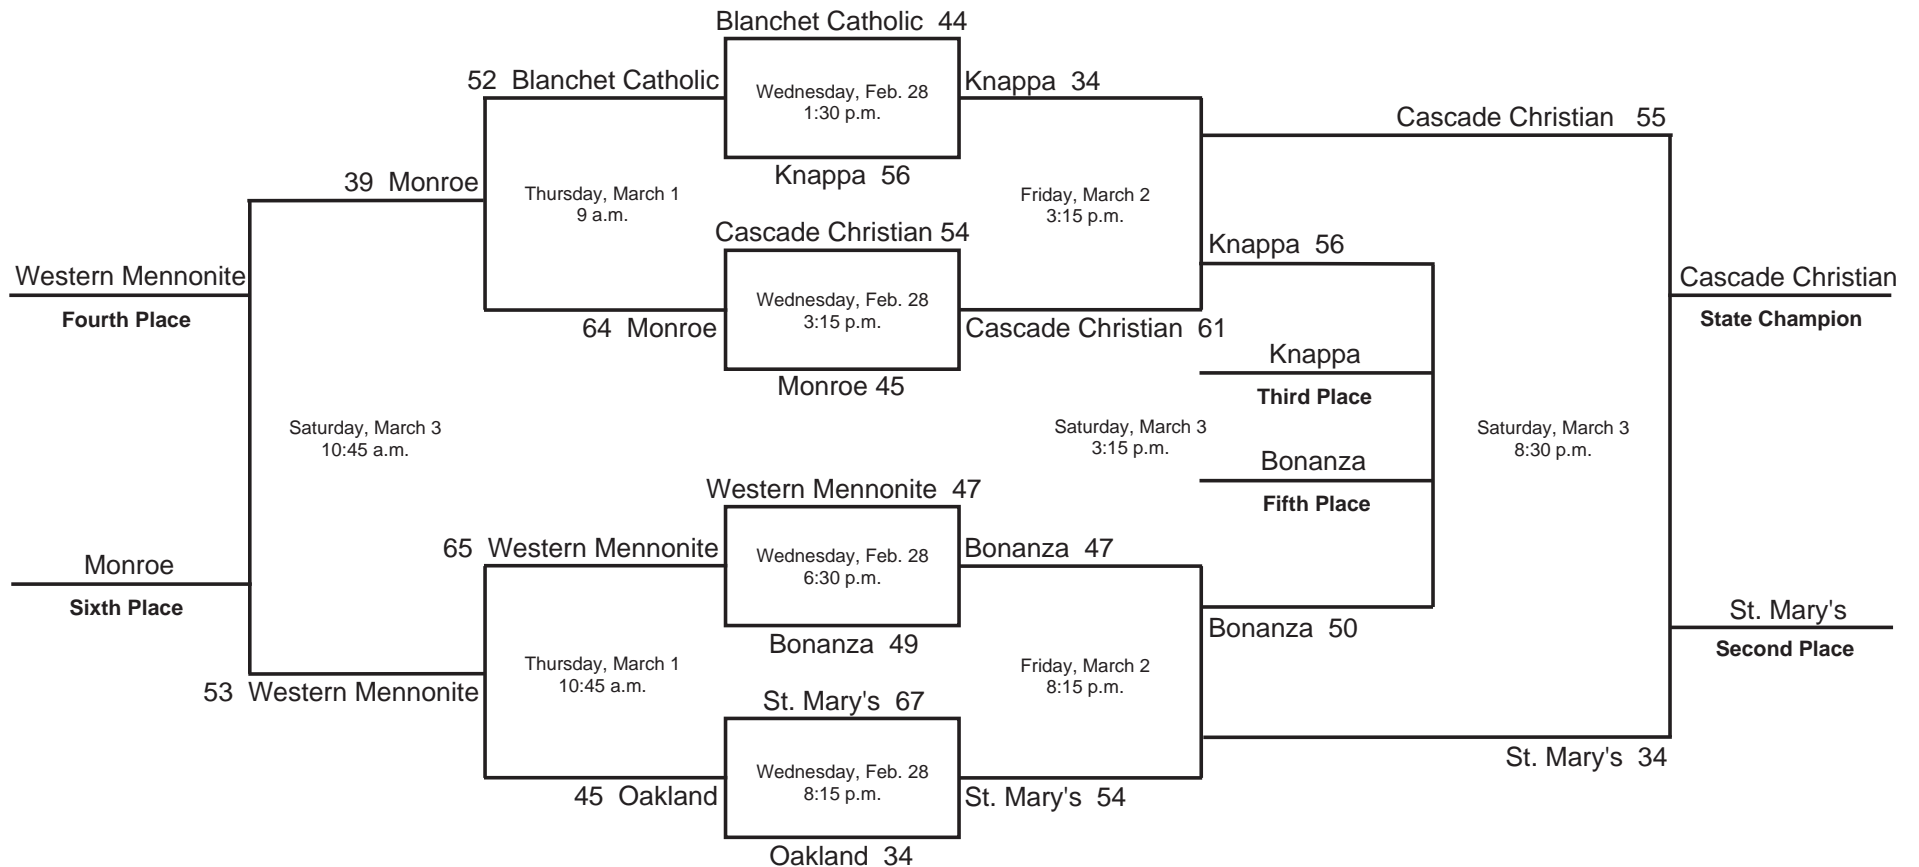 Blanchet Catholic  44
52  Blanchet Catholic
Wednesday, Feb. 28
1:30 p.m.
Knappa  34
Knappa  56
Cascade Christian   55
39  Monroe
Thursday, March 1
9 a.m.
Friday, March 2
3:15 p.m.
Cascade Christian 54
Knappa  56
Western Mennonite
Fourth Place
64  Monroe
Wednesday, Feb. 28
3:15 p.m.
Cascade Christian  61
Monroe 45
Cascade Christian
State Champion
Knappa
Third Place
Saturday, March 3
10:45 a.m.
Saturday, March 3
3:15 p.m.
Saturday, March 3
8:30 p.m.
Bonanza
Fifth Place
Western Mennonite  47
65  Western Mennonite
Wednesday, Feb. 28
6:30 p.m.
Bonanza  47
Bonanza  49
Monroe
Sixth Place
Bonanza  50
St. Mary's
Second Place
53  Western Mennonite
Thursday, March 1
10:45 a.m.
Friday, March 2
8:15 p.m.
St. Mary's  67
45  Oakland
Wednesday, Feb. 28
8:15 p.m.
St. Mary's  54
St. Mary's  34
Oakland  34